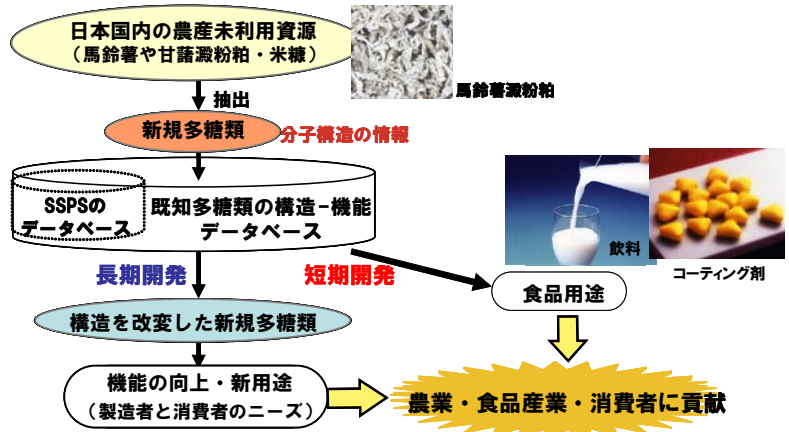 日本国内の農産未利用資源
（馬鈴薯や甘藷澱粉粕・米糠）
馬鈴薯澱粉粕
抽出
新規多糖類
分子構造の情報
SSPSの
データベース
既知多糖類の構造-機能
データベース
飲料
コーティング剤
長期開発
短期開発
食品用途
構造を改変した新規多糖類
機能の向上・新用途
（製造者と消費者のニーズ）
農業・食品産業・消費者に貢献